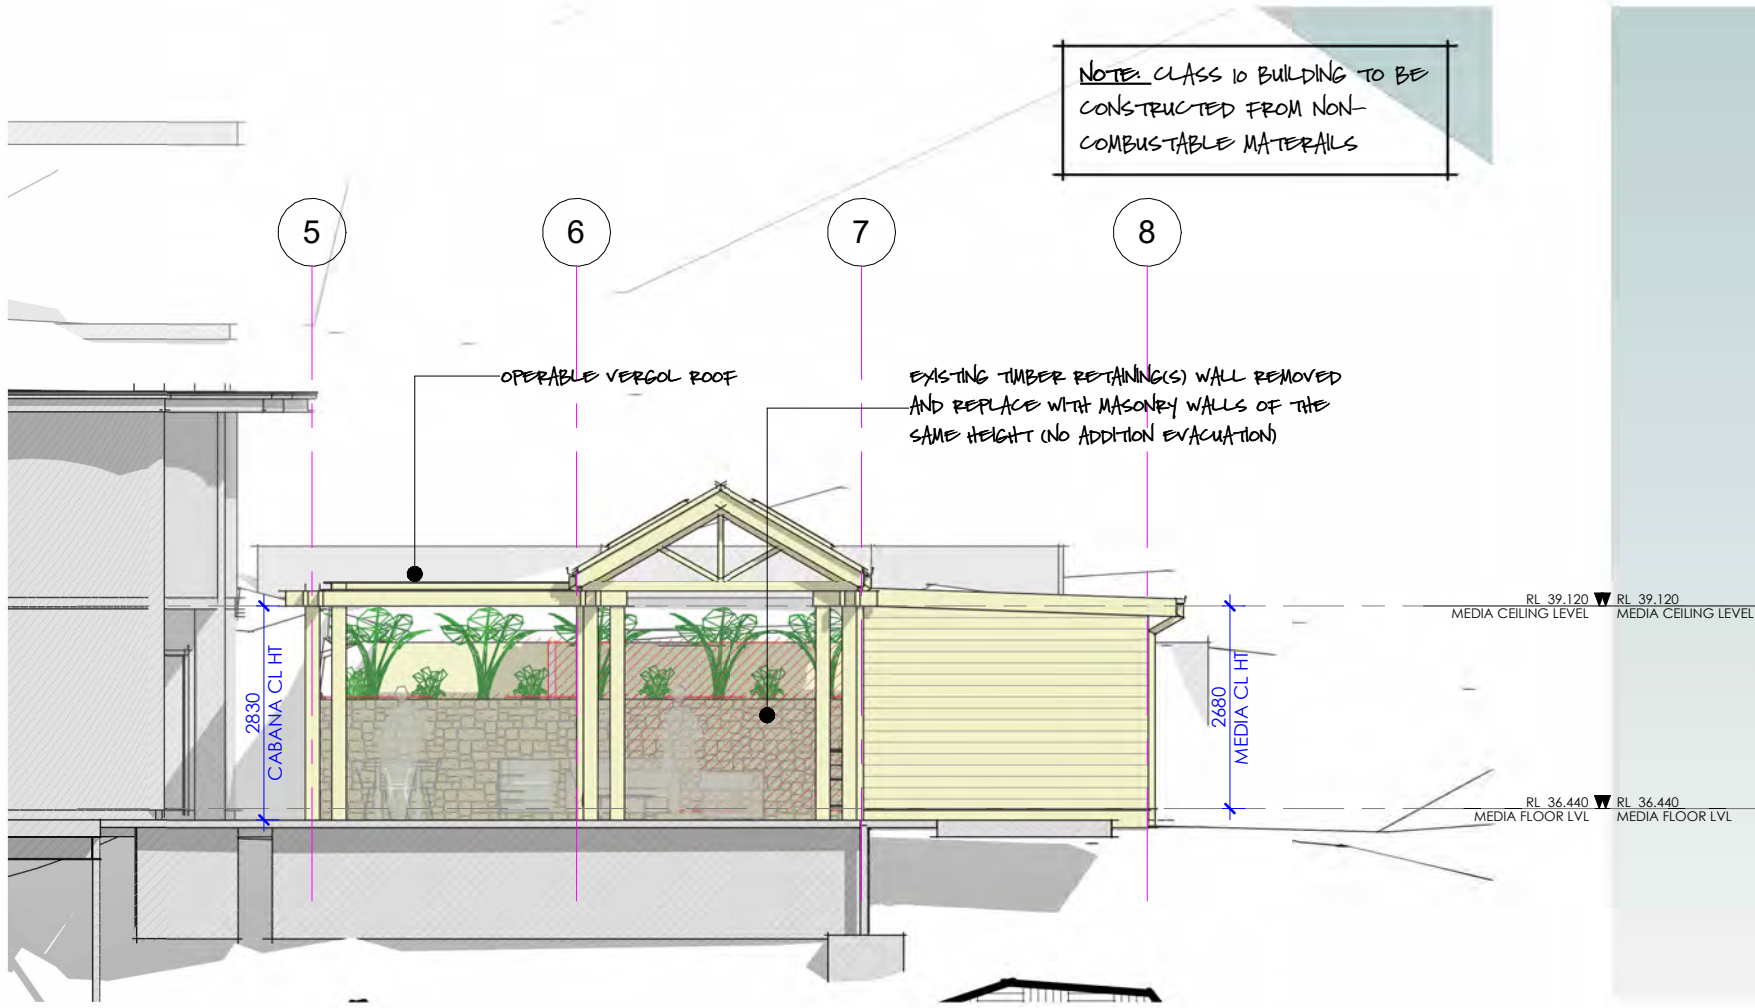 NOTE. CLASS 10 BUILDING TO BE
CONSTRUCTED FROM NON-
COMBUSTABLE MATERAILS
5
6
7
8
OPERABLE VERGOL ROOF
EXISTING TIMBER RETAINING(S) WALL REMOVED
AND REPLACE WITH MASONRY WALLS OF THE
SAME HEIGHT (NO ADDITION EVACUATION)
2830
CABANA CL HT
2680
MEDIA CL HT
RL 39.120
MEDIA CEILING LEVEL
RL 39.120
MEDIA CEILING LEVEL
RL 36.440
MEDIA FLOOR LVL
RL 36.440
MEDIA FLOOR LVL